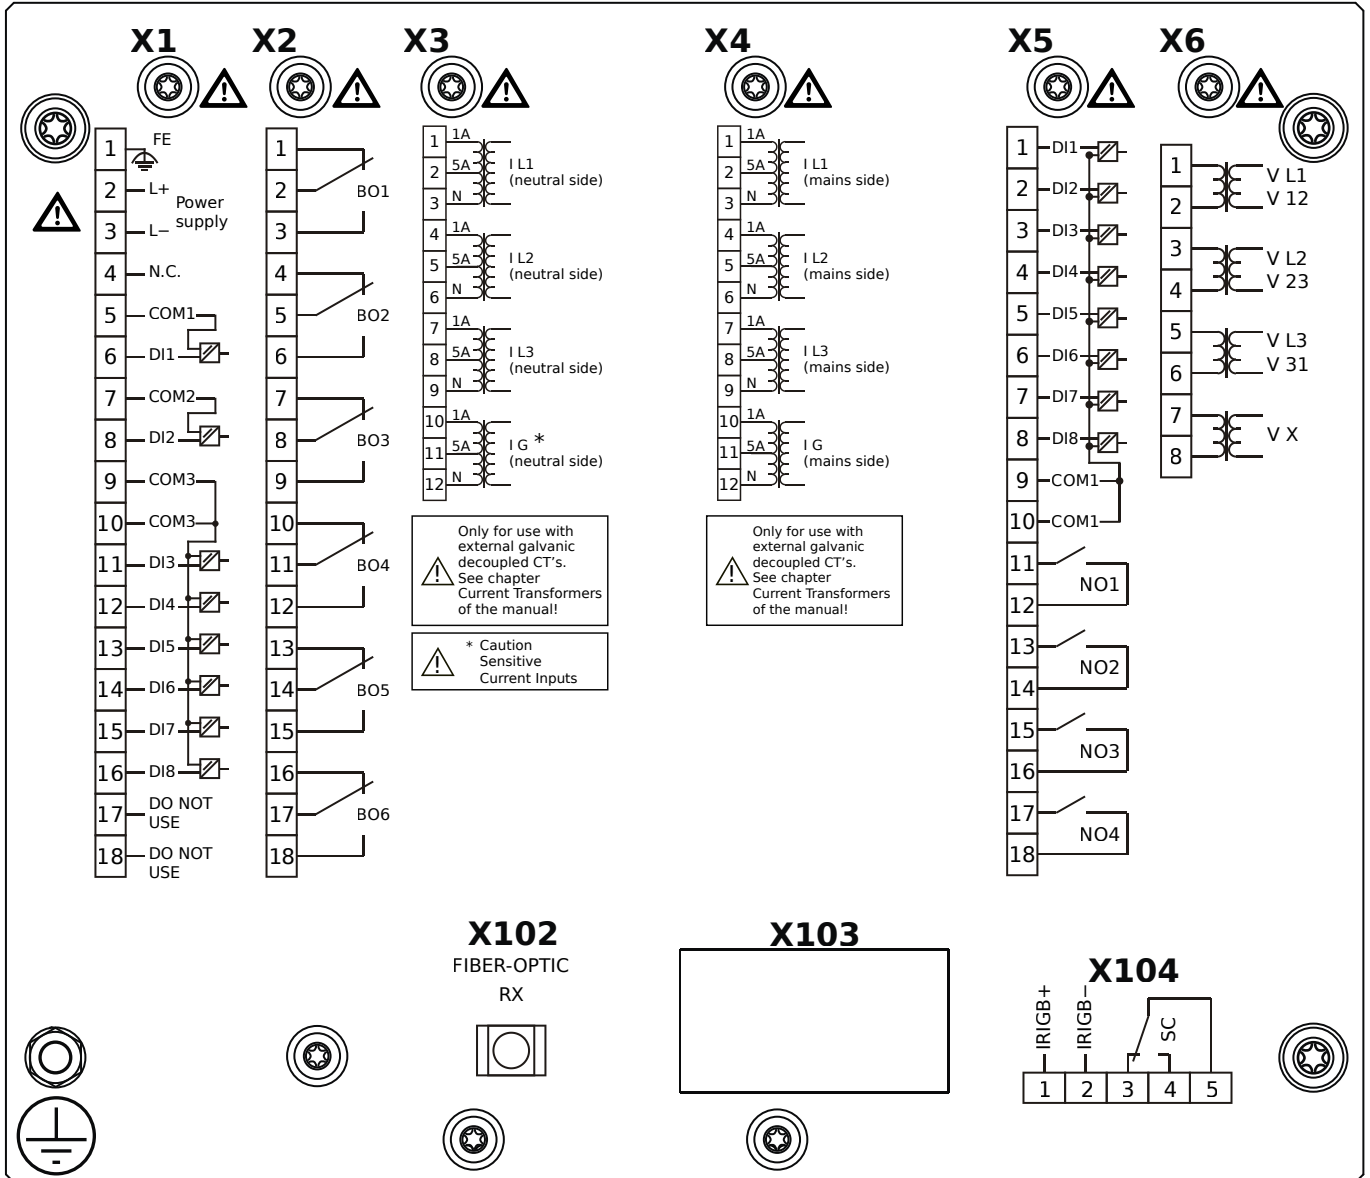 X1
X2
X3
X4
X5
X6
1
FE
2
L+
Power
supply
3
L−
4
N.C.
5
COM1
6
DI1
7
COM2
8
DI2
9
COM3
10
COM3
11
DI3
12
DI4
13
DI5
14
DI6
15
DI7
16
DI8
17
DO NOT
USE
18
DO NOT
USE
1
2
BO1
3
4
5
BO2
6
7
8
BO3
9
10
11
BO4
12
13
14
BO5
15
16
17
BO6
18
1
1A
2
5A
3
N
I L1
(neutral side)
4
1A
5
5A
6
N
I L2
(neutral side)
7
1A
8
5A
9
N
I L3
(neutral side)
10
1A
11
5A
12
N
I G *
(neutral side)
Only for use with
external galvanic
decoupled CT's.
See chapter
Current Transformers
of the manual!
* Caution
Sensitive
Current Inputs
1
1A
2
5A
3
N
I L1
(mains side)
4
1A
5
5A
6
N
I L2
(mains side)
7
1A
8
5A
9
N
I L3
(mains side)
10
1A
11
5A
12
N
I G
(mains side)
Only for use with
external galvanic
decoupled CT's.
See chapter
Current Transformers
of the manual!
1
DI1
2
DI2
3
DI3
4
DI4
5
DI5
6
DI6
7
DI7
8
DI8
9
COM1
10
COM1
11
NO1
12
13
NO2
14
15
NO3
16
17
NO4
18
1
V L1
2
V 12
3
V L2
4
V 23
5
V L3
6
V 31
7
V X
8
X102
FIBER-OPTIC
RX
X103
X104
IRIGB+
IRIGB−
SC
1 2 3 4 5